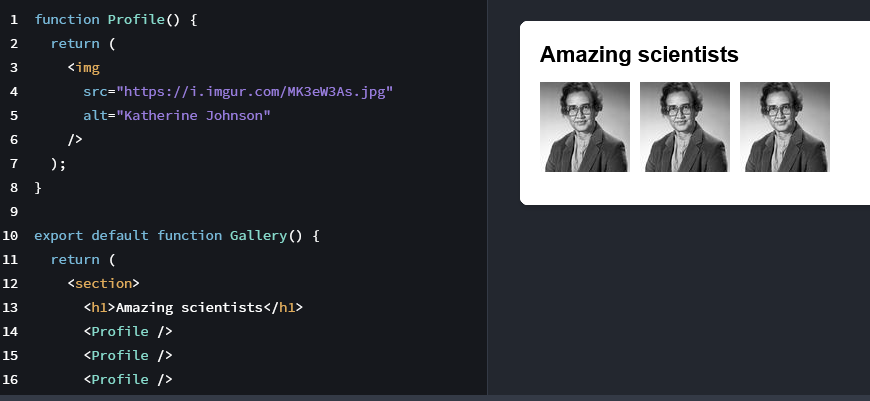 1 function Profile() {
2   return (
3     <img
4       src="https://i.imgur.com/MK3eW3As.jpg"
5       alt="Katherine Johnson"
6     />
7   );
8 }
9
10 export default function Gallery() {
11   return (
12     <section>
13       <h1>Amazing scientists</h1>
14       <Profile />
15       <Profile />
16       <Profile />
Amazing scientists